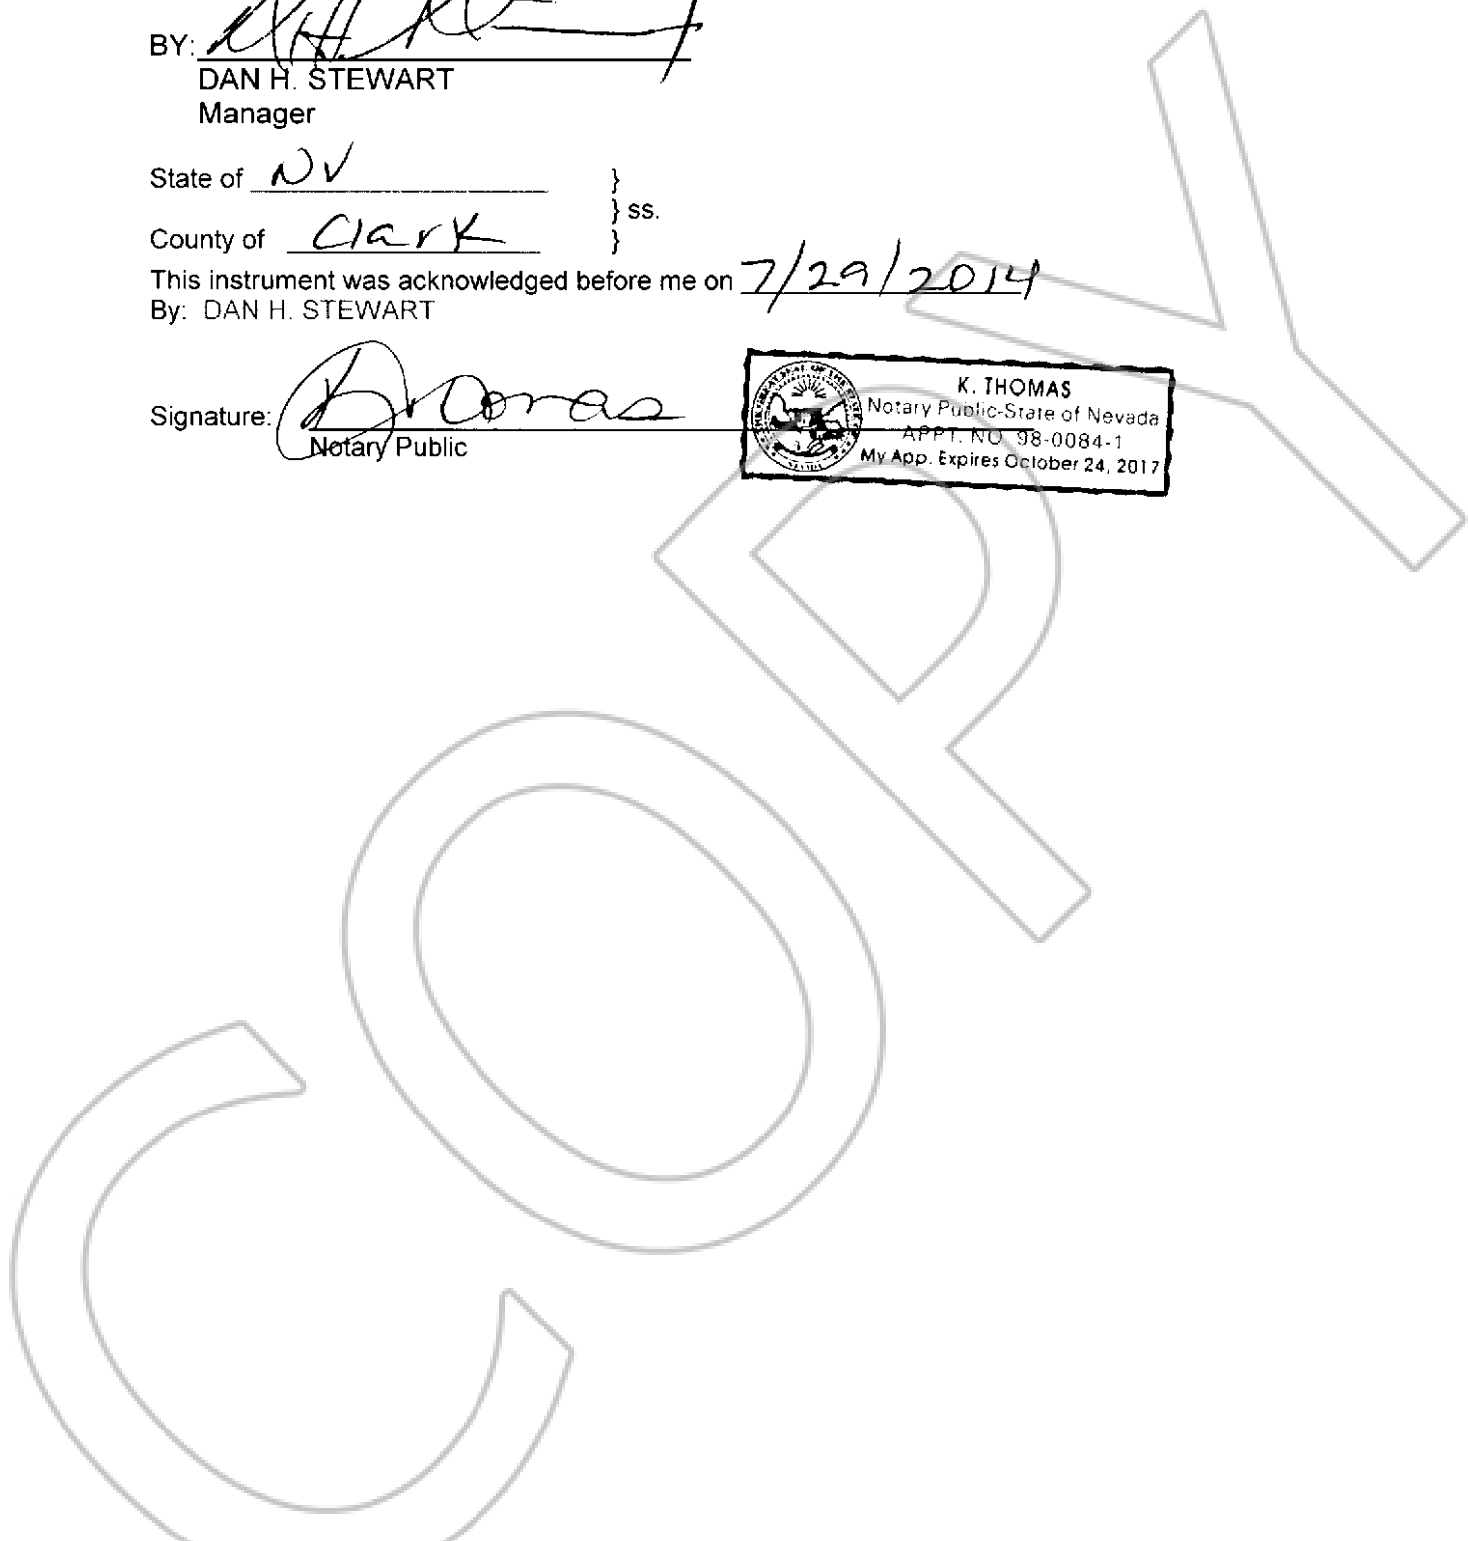 BY:
DAN H. STEWART
Manager
State of NV }
} ss.
County of Clark }
This instrument was acknowledged before me on 7/29/2014
By: DAN H. STEWART
Signature: K Thomas
Notary Public
K. THOMAS
Notary Public-State of Nevada
APPT. NO. 98-0084-1
My App. Expires October 24, 2017
COPY